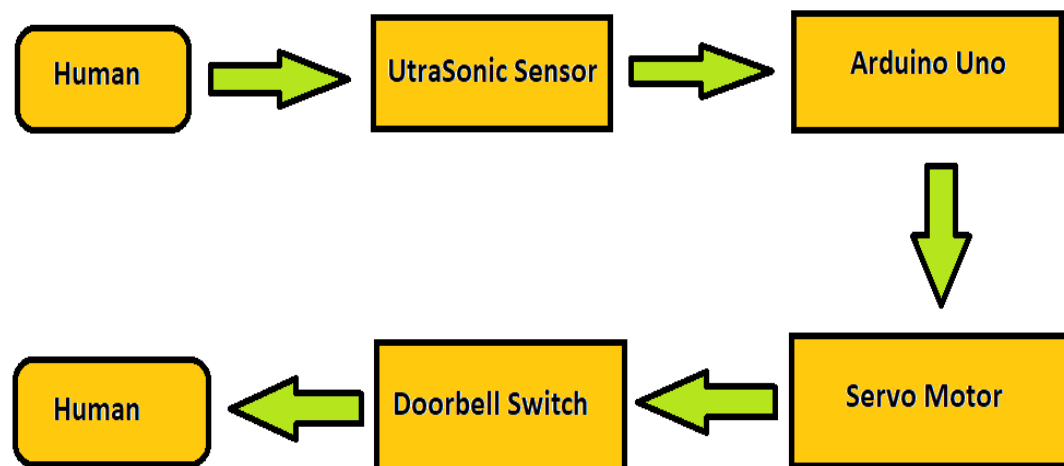 Human
UtraSonic Sensor
Arduino Uno
Human
Doorbell Switch
Servo Motor